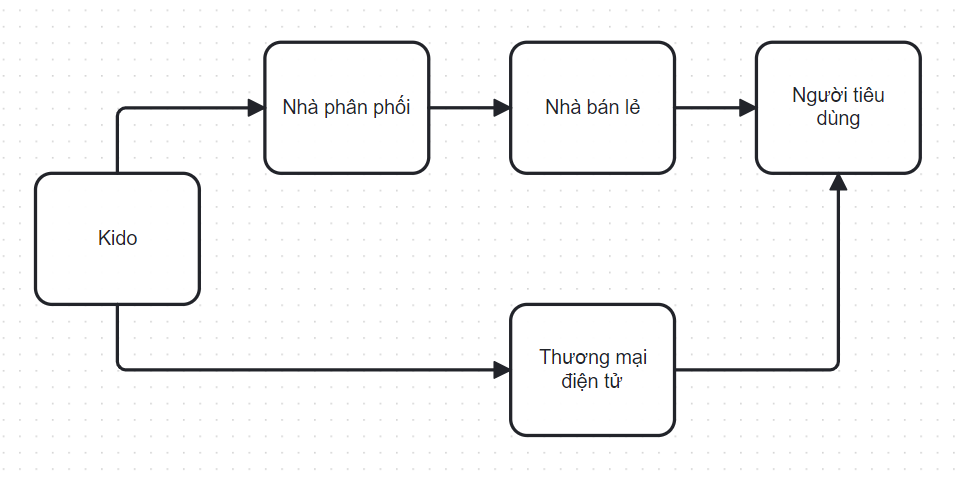 Nhà phân phối
Nhà bán lẻ
Người tiêu
dùng
Kido
Thương mại
điện tử